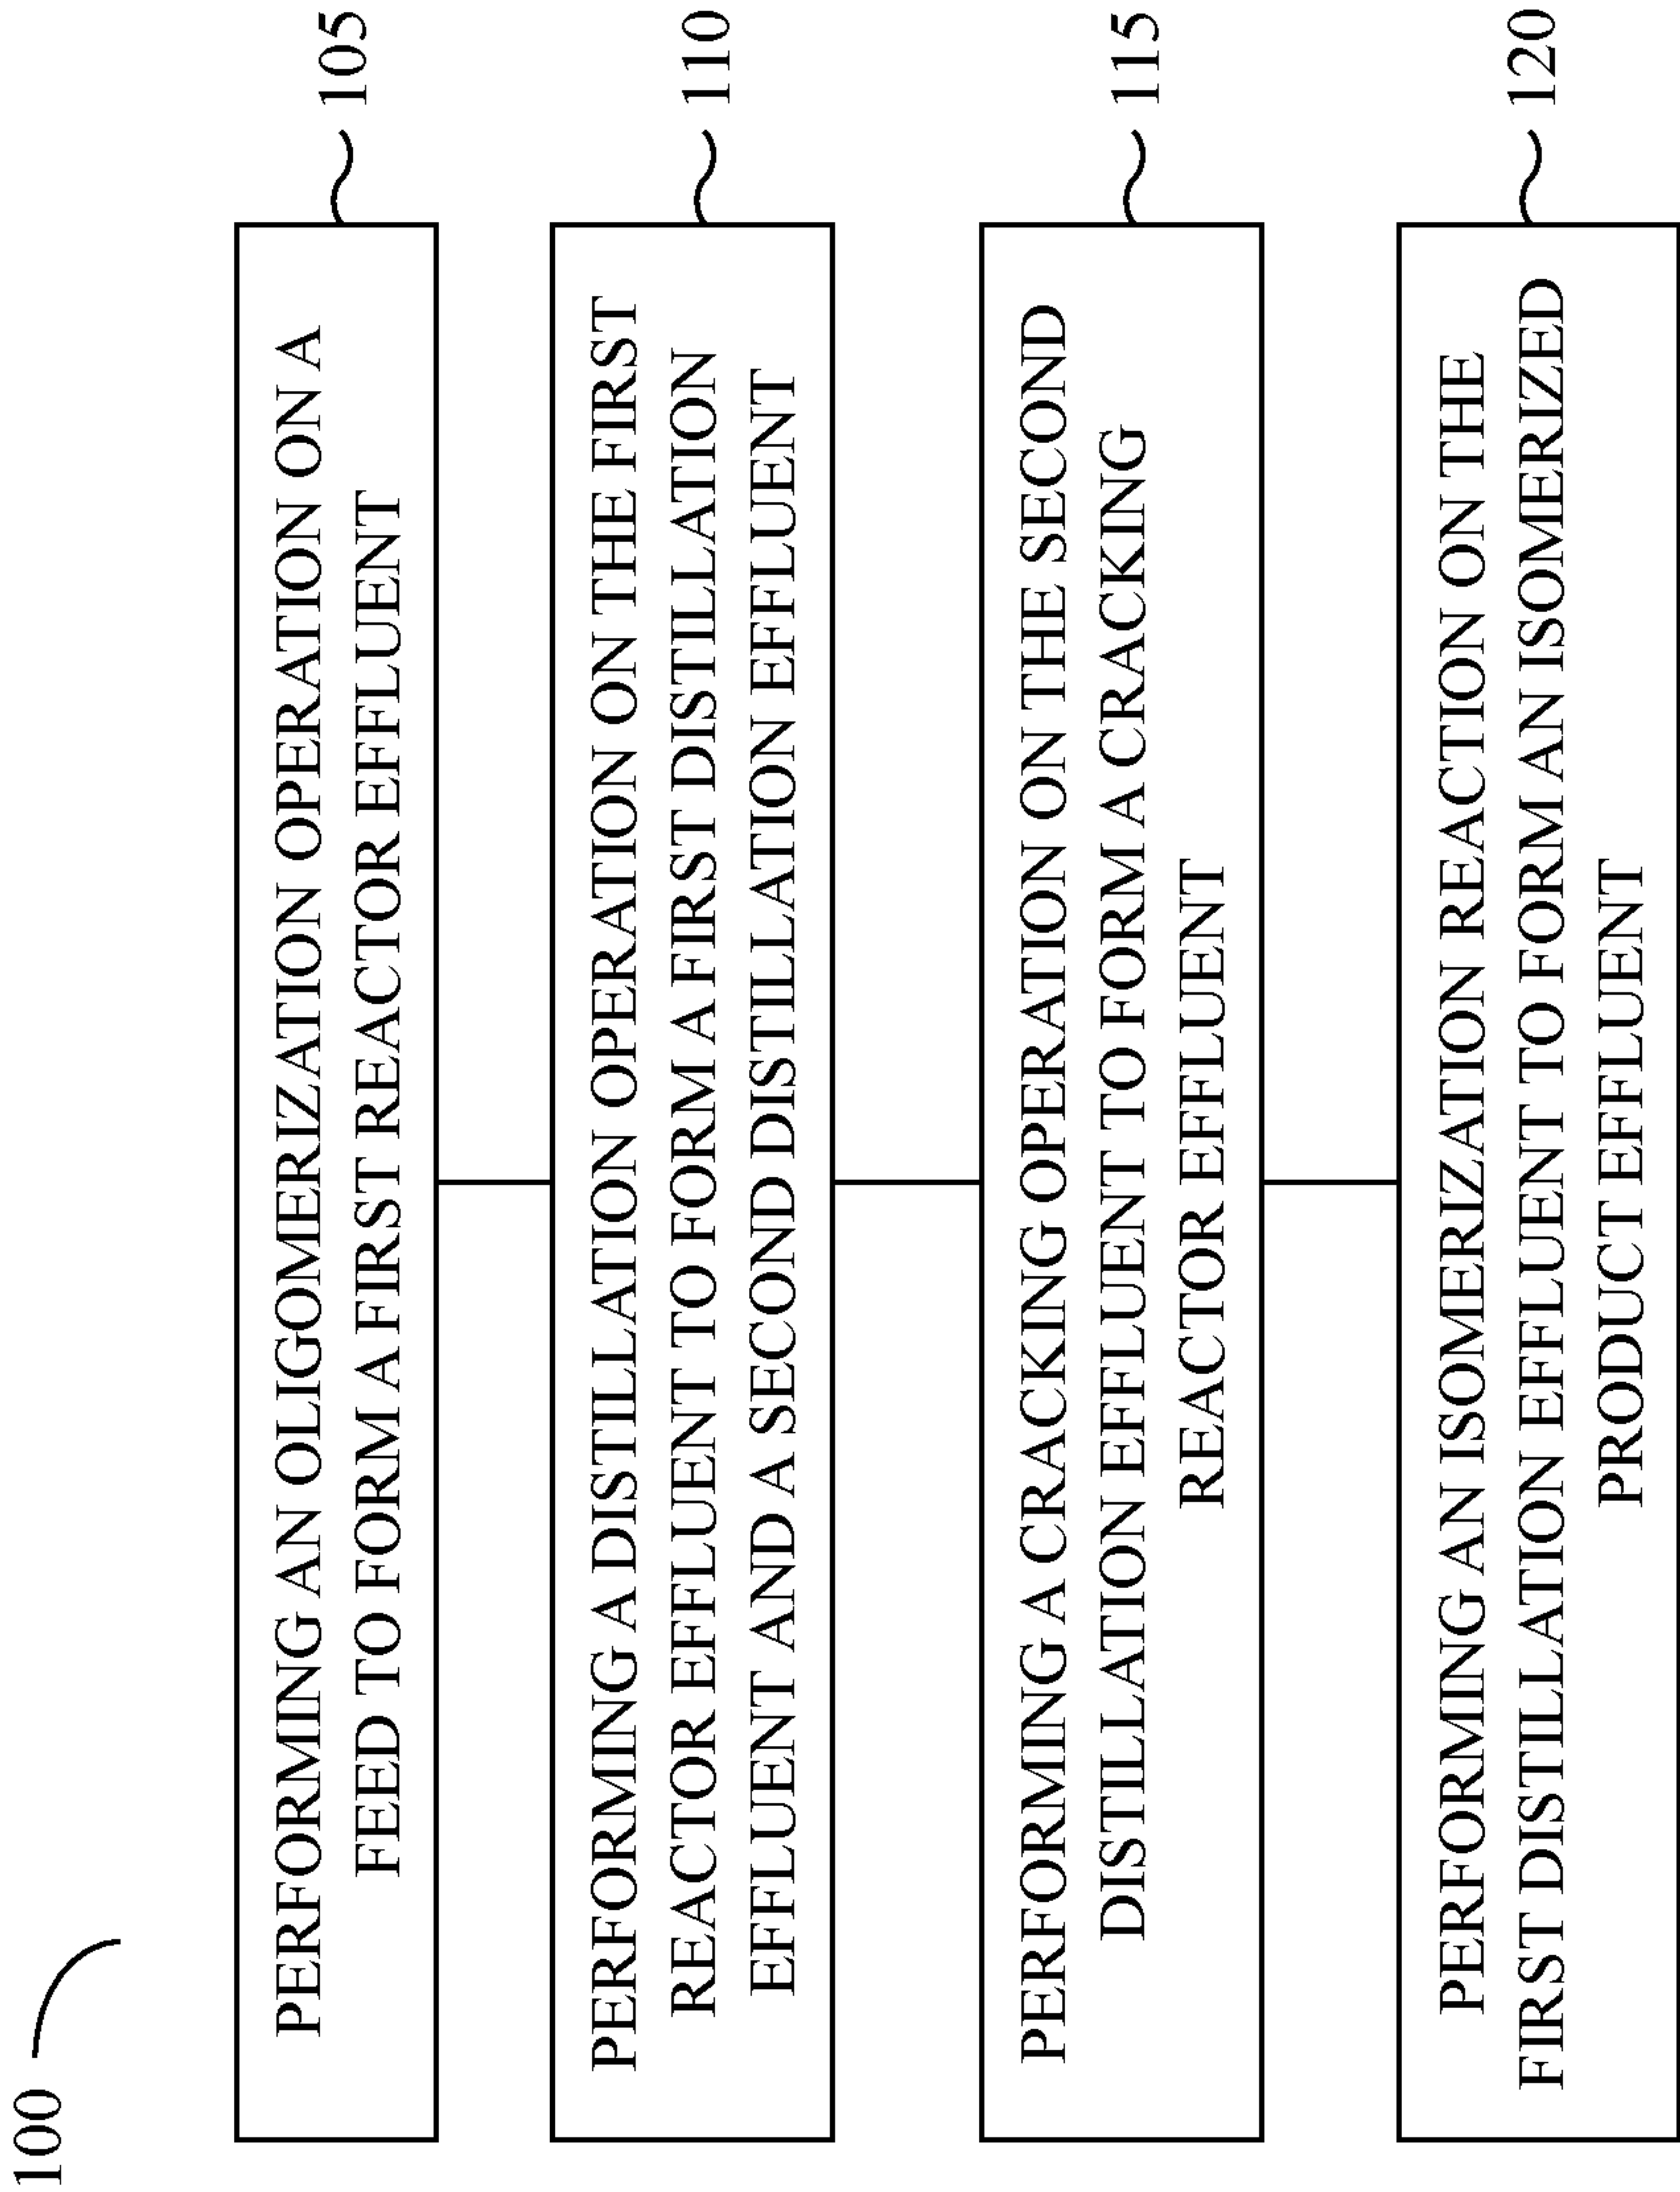 100
PERFORMING AN OLIGOMERIZATION OPERATION ON A
FEED TO FORM A FIRST REACTOR EFFLUENT
105
PERFORMING A DISTILLATION OPERATION ON THE FIRST
REACTOR EFFLUENT TO FORM A FIRST DISTILLATION
EFFLUENT AND A SECOND DISTILLATION EFFLUENT
110
PERFORMING A CRACKING OPERATION ON THE SECOND
DISTILLATION EFFLUENT TO FORM A CRACKING
REACTOR EFFLUENT
115
PERFORMING AN ISOMERIZATION REACTION ON THE
FIRST DISTILLATION EFFLUENT TO FORM AN ISOMERIZED
PRODUCT EFFLUENT
120